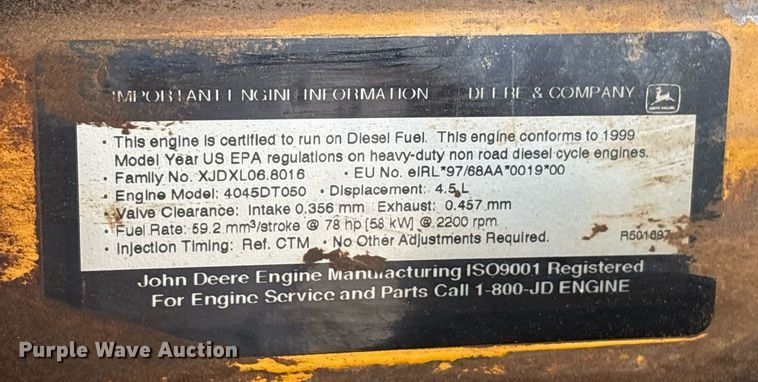 IMPORTANT ENGINE INFORMATION DEERE & COMPANY
• This engine is certified to run on Diesel Fuel. This engine conforms to 1999
Model Year US EPA regulations on heavy-duty non road diesel cycle engines.
• Family No. XJDXL06.8016 • EU No. eIRL*97/68AA*0019*00
• Engine Model: 4045DT050 • Displacement: 4.5 L
• Valve Clearance: Intake 0.356 mm Exhaust: 0.457 mm
• Fuel Rate: 59.2 mm³/stroke @ 78 hp [58 kW] @ 2200 rpm
• Injection Timing: Ref. CTM • No Other Adjustments Required. R501697
John Deere Engine Manufacturing ISO9001 Registered
For Engine Service and Parts Call 1-800-JD ENGINE
Purple Wave Auction